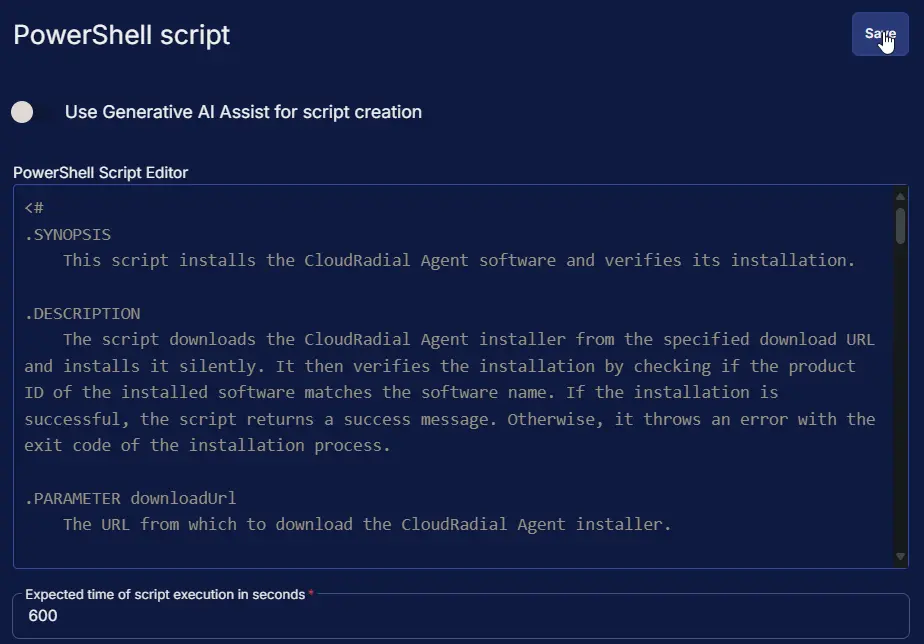 PowerShell script
Save
Use Generative AI Assist for script creation
PowerShell Script Editor
<#
.SYNOPSIS
This script installs the CloudRadial Agent software and verifies its installation.
.DESCRIPTION
The script downloads the CloudRadial Agent installer from the specified download URL
and installs it silently. It then verifies the installation by checking if the product
ID of the installed software matches the software name. If the installation is
successful, the script returns a success message. Otherwise, it throws an error with the
exit code of the installation process.
.PARAMETER downloadUrl
The URL from which to download the CloudRadial Agent installer.
Expected time of script execution in seconds *
600